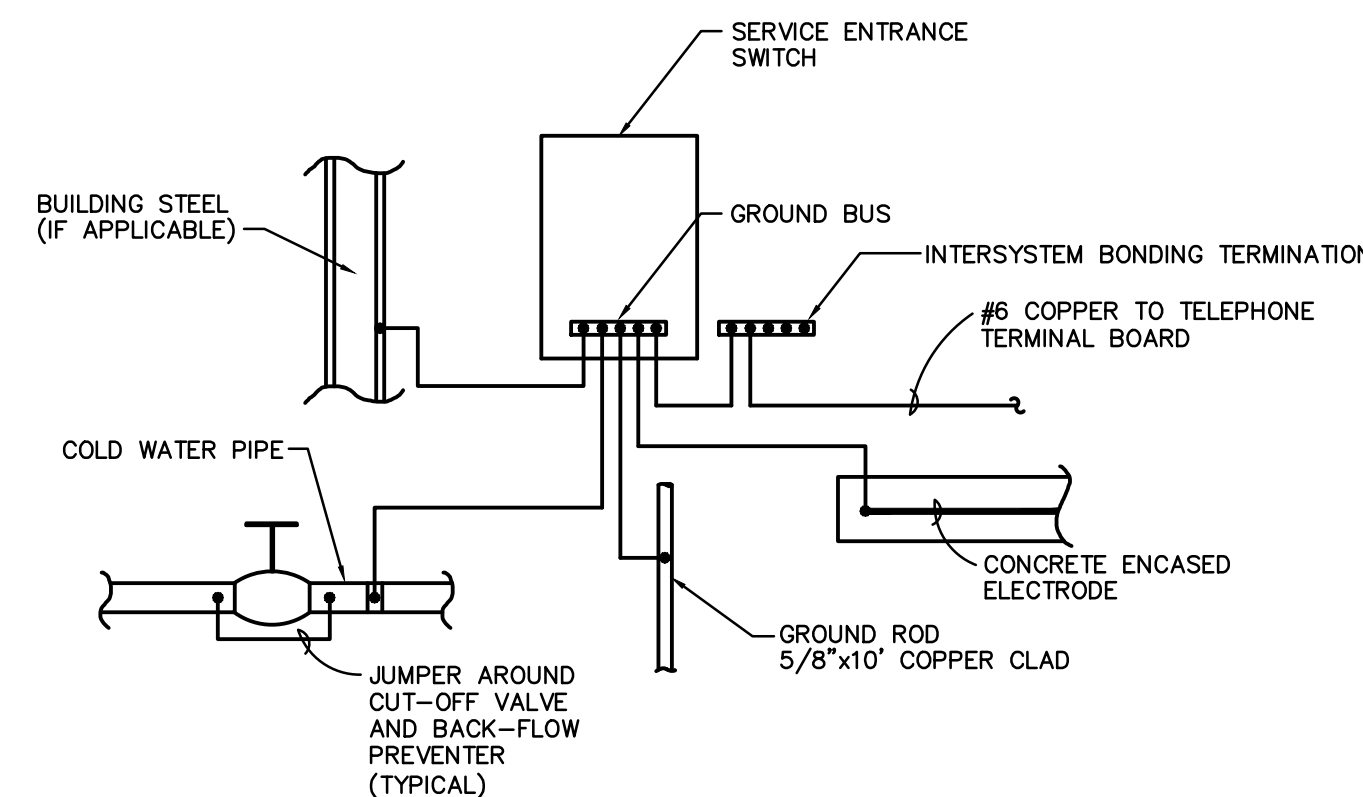 SERVICE ENTRANCE
SWITCH
BUILDING STEEL
(IF APPLICABLE)
GROUND BUS
INTERSYSTEM BONDING TERMINATION
#6 COPPER TO TELEPHONE
TERMINAL BOARD
COLD WATER PIPE
CONCRETE ENCASED
ELECTRODE
GROUND ROD
5/8"x10' COPPER CLAD
JUMPER AROUND
CUT-OFF VALVE
AND BACK-FLOW
PREVENTER
(TYPICAL)